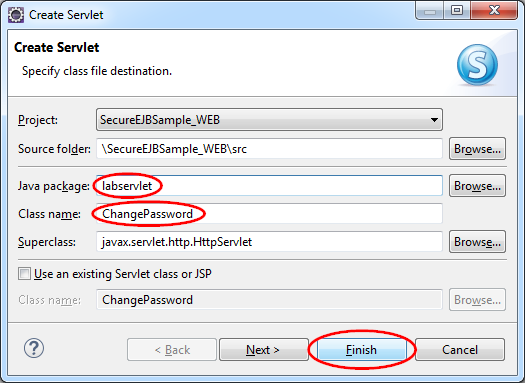 Create Servlet
Create Servlet
Specify class file destination.
S
Project: SecureEJBSample_WEB
Source folder: \SecureEJBSample_WEB\src Browse...
Java package: labservlet Browse...
Class name: ChangePassword
Superclass: javax.servlet.http.HttpServlet Browse...
Use an existing Servlet class or JSP
Class name: ChangePassword Browse...
? < Back Next > Finish Cancel